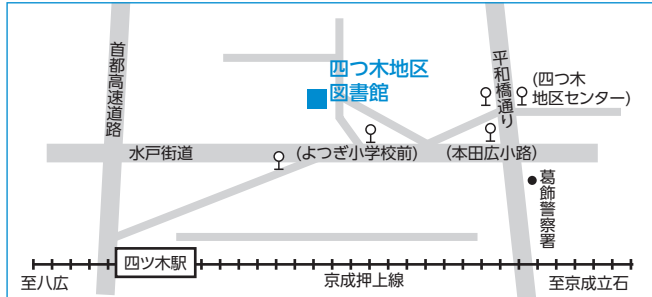 首都高速道路
四つ木地区
図書館
平和橋通り
(四つ木
地区センター)
水戸街道
(よつぎ小学校前)
(本田広小路)
葛飾警察署
四ツ木駅
至八広
京成押上線
至京成立石